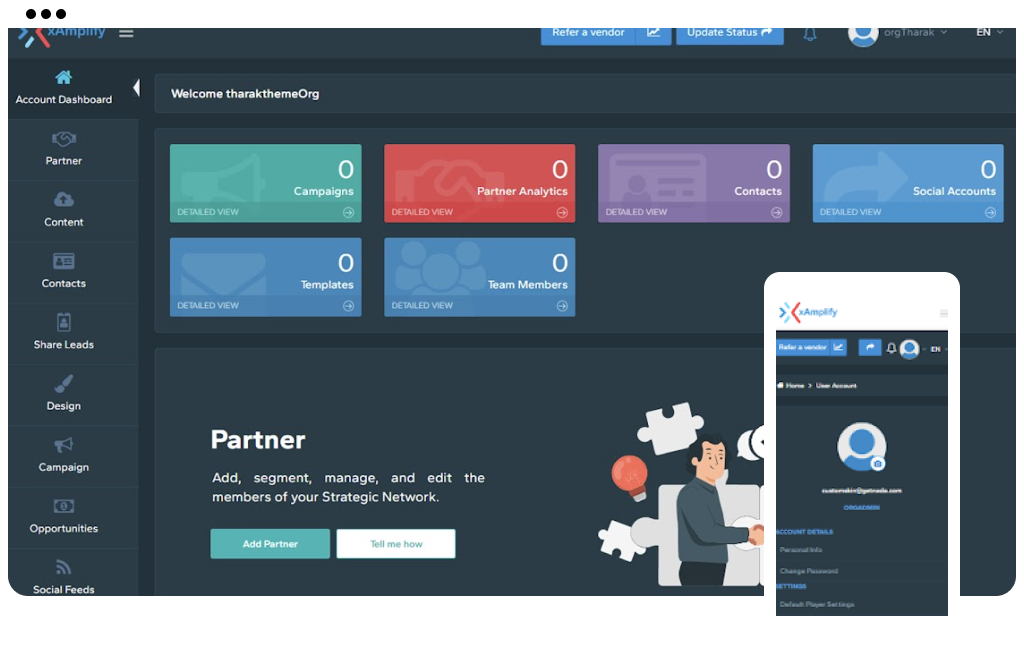 xAmplify
Refer a vendor
Update Status
orgTharak
EN
Account Dashboard
Partner
Content
Contacts
Share Leads
Design
Campaign
Opportunities
Social Feeds
Welcome tharakthemeOrg
0
Campaigns
DETAILED VIEW
0
Partner Analytics
DETAILED VIEW
0
Contacts
DETAILED VIEW
0
Social Accounts
DETAILED VIEW
0
Templates
DETAILED VIEW
0
Team Members
DETAILED VIEW
Partner
Add, segment, manage, and edit the
members of your Strategic Network.
Add Partner
Tell me how
xAmplify
Refer a vendor
EN
Home > User Account
ORGADMIN
ACCOUNT DETAILS
Personal Info
Change Password
SETTINGS
Default Player Settings